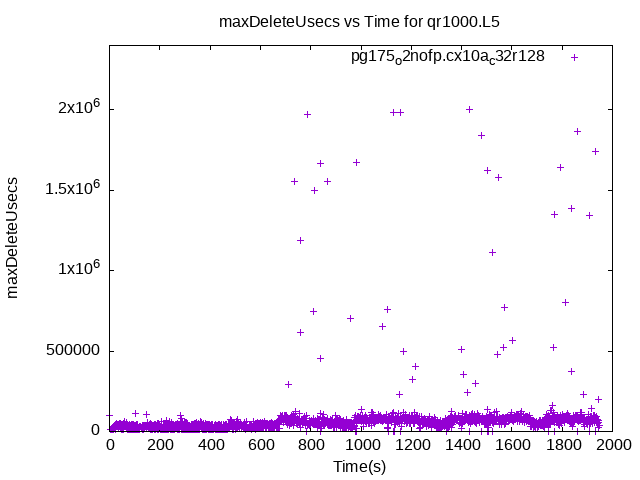 maxDeleteUsecs vs Time for qr1000.L5
pg175_o2nofp.cx10a_c32r128
2x10^6
1.5x10^6
1x10^6
500000
0
maxDeleteUsecs
0 200 400 600 800 1000 1200 1400 1600 1800 2000
Time(s)